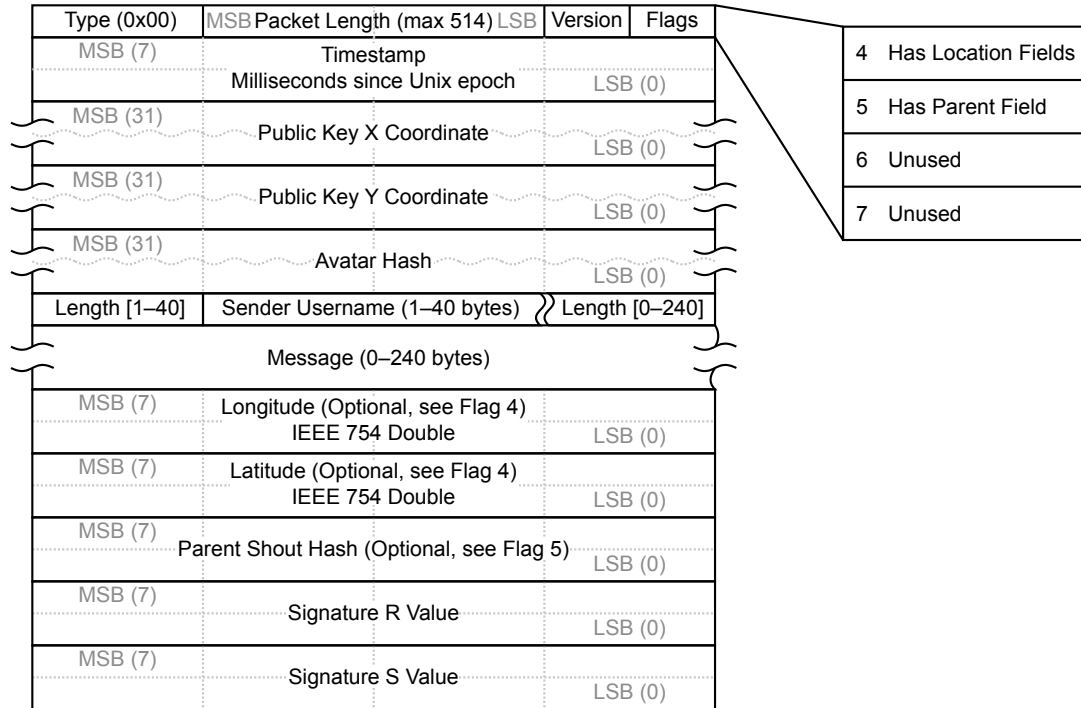 Type (0x00) MSB Packet Length (max 514) LSB Version Flags
MSB (7) Timestamp
Milliseconds since Unix epoch LSB (0)
MSB (31) Public Key X Coordinate LSB (0)
MSB (31) Public Key Y Coordinate LSB (0)
MSB (31) Avatar Hash LSB (0)
Length [1–40] Sender Username (1–40 bytes) Length [0–240]
Message (0–240 bytes)
MSB (7) Longitude (Optional, see Flag 4)
IEEE 754 Double LSB (0)
MSB (7) Latitude (Optional, see Flag 4)
IEEE 754 Double LSB (0)
MSB (7) Parent Shout Hash (Optional, see Flag 5) LSB (0)
MSB (7) Signature R Value LSB (0)
MSB (7) Signature S Value LSB (0)
4 Has Location Fields
5 Has Parent Field
6 Unused
7 Unused